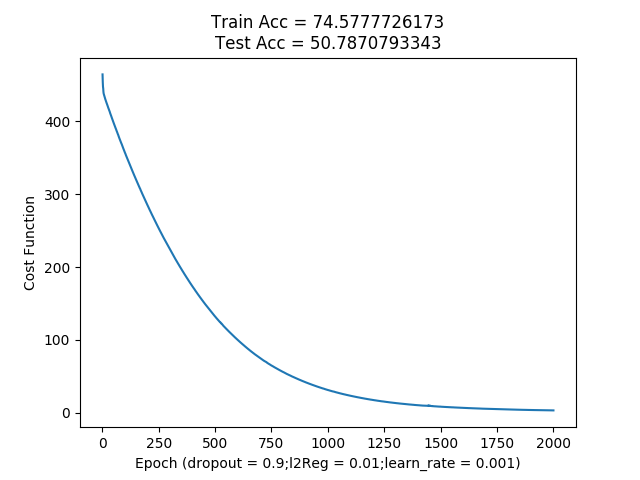 Train Acc = 74.5777726173
Test Acc = 50.7870793343
Cost Function
400
300
200
100
0
0 250 500 750 1000 1250 1500 1750 2000
Epoch (dropout = 0.9;l2Reg = 0.01;learn_rate = 0.001)